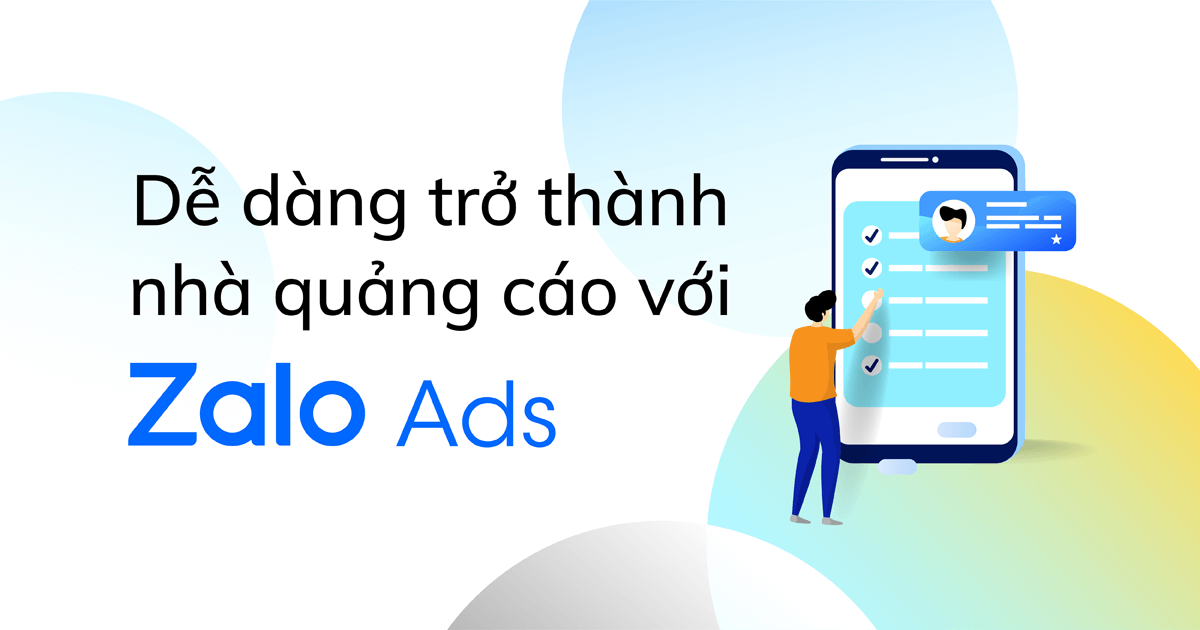 Dễ dàng trở thành
nhà quảng cáo với
Zalo Ads